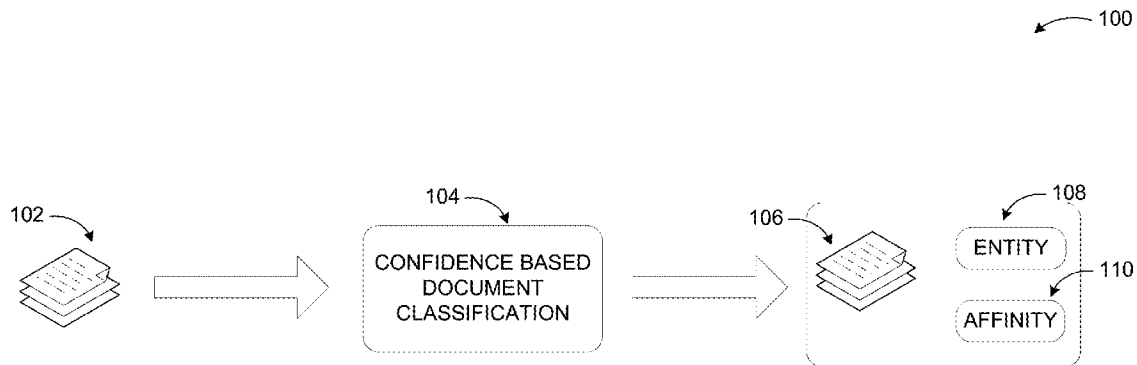 100
102
104
106
108
CONFIDENCE BASED
DOCUMENT
CLASSIFICATION
ENTITY
110
AFFINITY